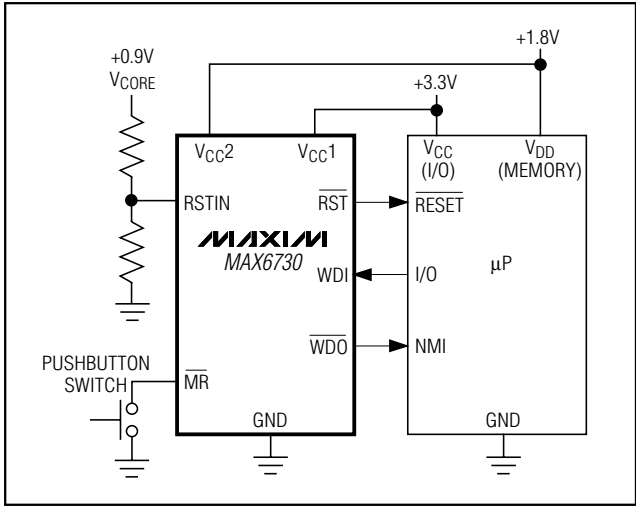 +0.9V
VCORE
+1.8V
+3.3V
VCC2
VCC1
VCC
(I/O)
VDD
(MEMORY)
RSTIN
RST
RESET
MAXIM
MAX6730
µP
WDI
I/O
WDO
NMI
PUSHBUTTON
SWITCH
MR
GND
GND